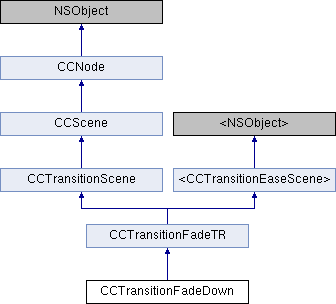 NSObject
CCNode
CCScene
<NSObject>
CCTransitionScene
<CCTransitionEaseScene>
CCTransitionFadeTR
CCTransitionFadeDown